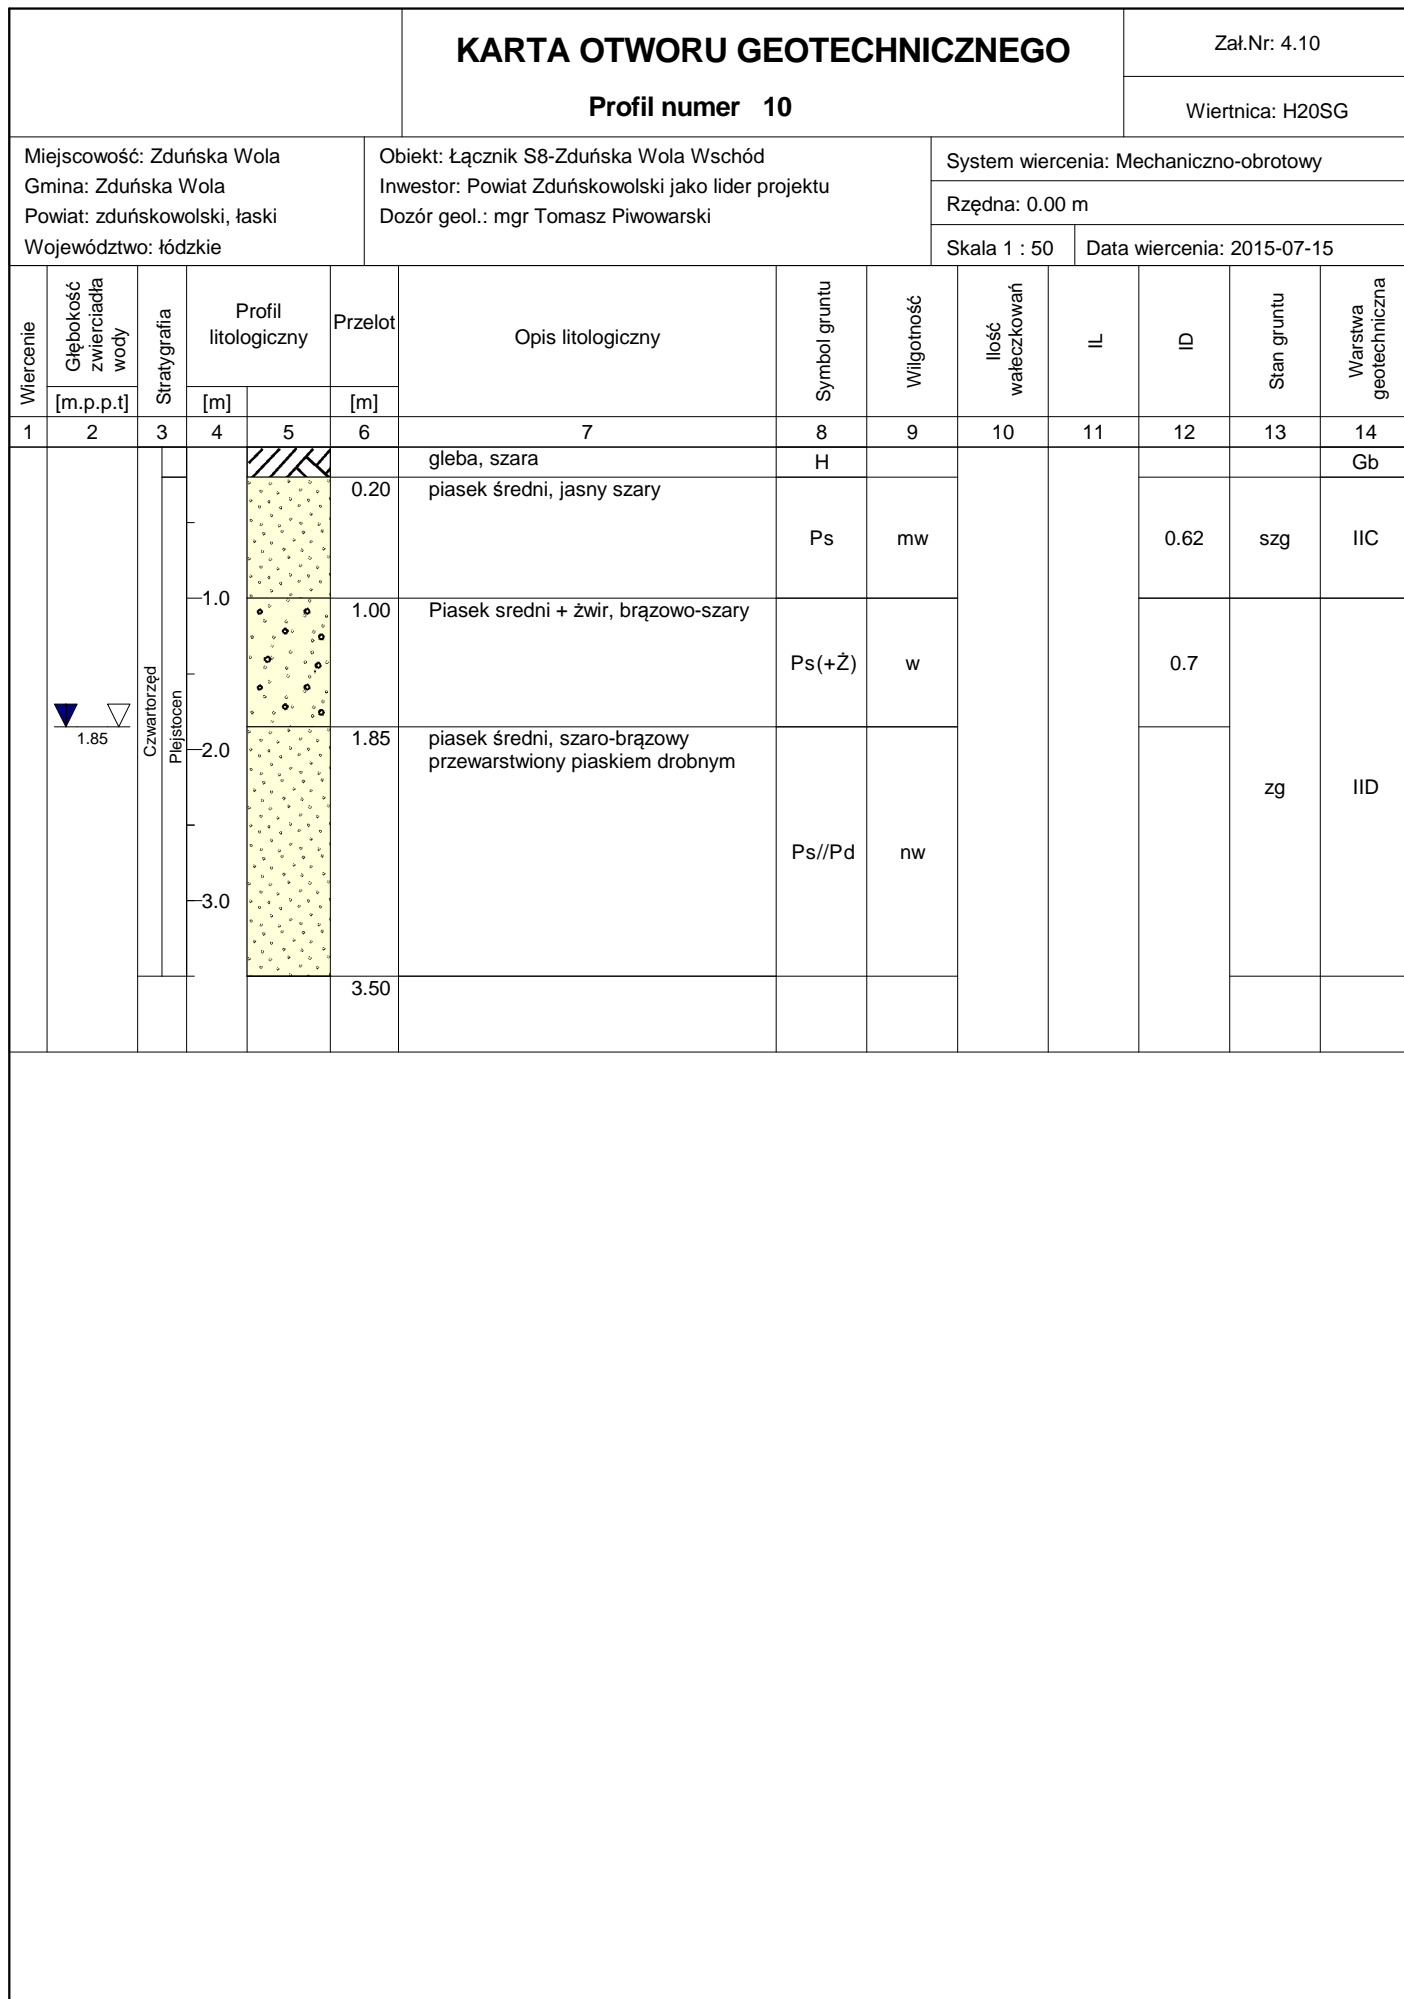 KARTA OTWORU GEOTECHNICZNEGO
Profil numer 10
Zał.Nr: 4.10
Wiertnica: H20SG
Miejscowość: Zduńska Wola
Gmina: Zduńska Wola
Powiat: zduńskowolski, łaski
Województwo: łódzkie
Obiekt: Łącznik S8-Zduńska Wola Wschód
Inwestor: Powiat Zduńskowolski jako lider projektu
Dozór geol.: mgr Tomasz Piwowarski
System wiercenia: Mechaniczno-obrotowy
Rzędna: 0.00 m
Skala 1 : 50
Data wiercenia: 2015-07-15
Wiercenie
Głębokość
zwierciadła
wody
[m.p.p.t]
Stratygrafia
Profil
litologiczny
[m]
Przelot
[m]
Opis litologiczny
Symbol gruntu
Wilgotność
Ilość
wałeczkowań
IL
ID
Stan gruntu
Warstwa
geotechniczna
1 2 3 4 5 6 7 8 9 10 11 12 13 14
gleba, szara H Gb
0.20 piasek średni, jasny szary
Ps mw 0.62 szg IIC
1.0
1.00 Piasek sredni + żwir, brązowo-szary
Ps(+Ż) w 0.7
Czwartorzęd
Plejstocen
1.85
2.0
1.85 piasek średni, szaro-brązowy
przewarstwiony piaskiem drobnym
zg IID
Ps//Pd nw
3.0
3.50